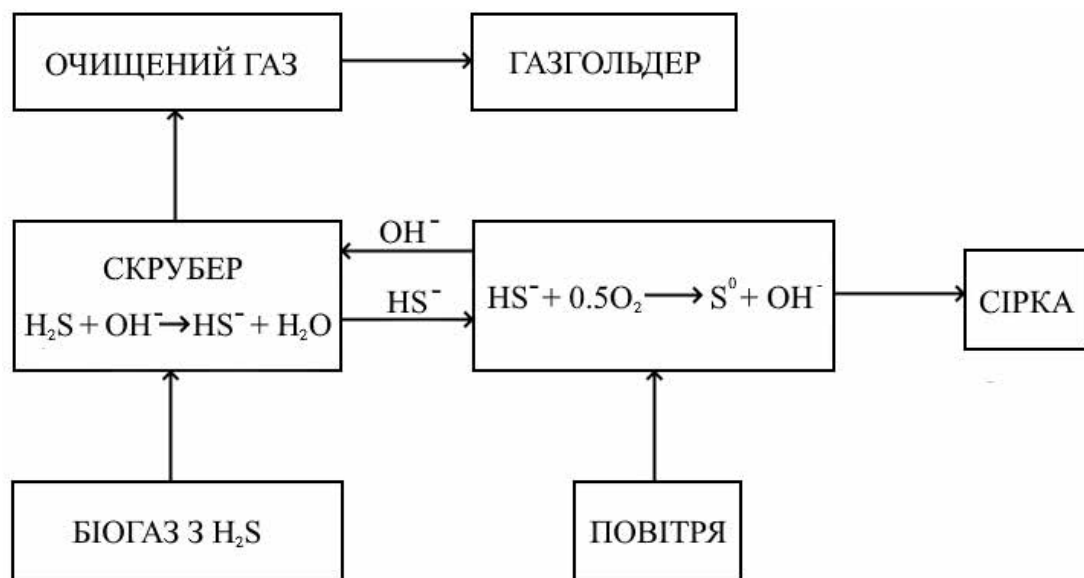 ОЧИЩЕНИЙ ГАЗ
ГАЗГОЛЬДЕР
OH⁻
СКРУБЕР
H₂S + OH⁻→HS⁻ + H₂O
HS⁻
HS⁻ + 0.5O₂ → S⁰ + OH⁻
СІРКА
БІОГАЗ З H₂S
ПОВІТРЯ